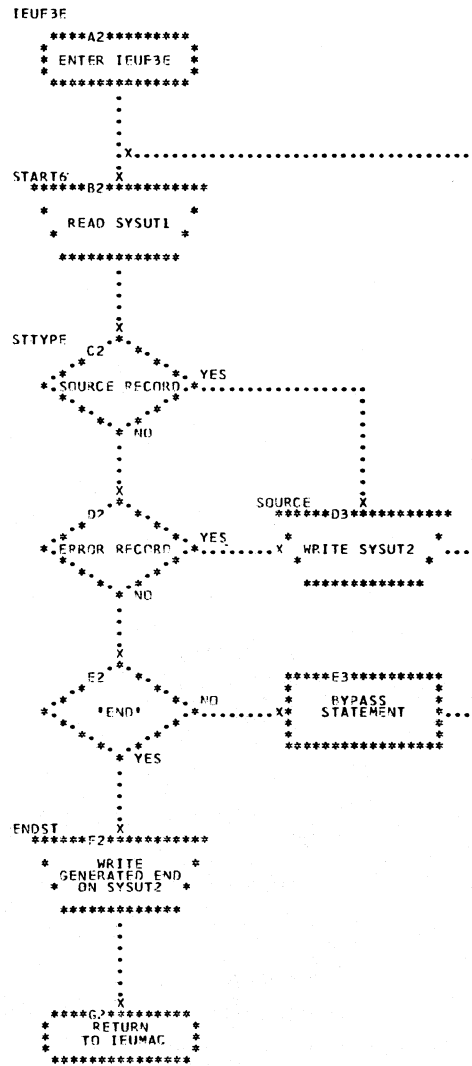 IEUF3E
A2
ENTER IEUF3E
START6
B2
READ SYSUT1
STTYPE
C2
SOURCE RECORD
YES
NO
D2
ERROR RECORD
YES
NO
SOURCE
D3
WRITE SYSUT2
E2
'END'
NO
YES
E3
BYPASS
STATEMENT
ENDST
F2
WRITE
GENERATED END
ON SYSUT2
G2
RETURN
TO IEUMAC